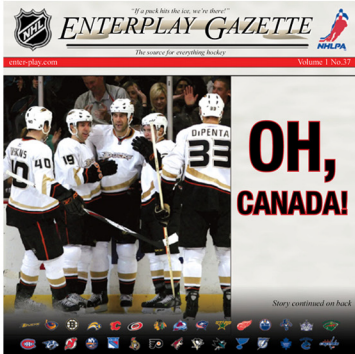 "If a puck hits the ice, we're there!"
NHL
ENTERPLAY GAZETTE
NHLPA
The source for everything hockey
enter-play.com
Volume 1 No.37
DiPENTA
40
19
33
OH,
CANADA!
Story continued on back